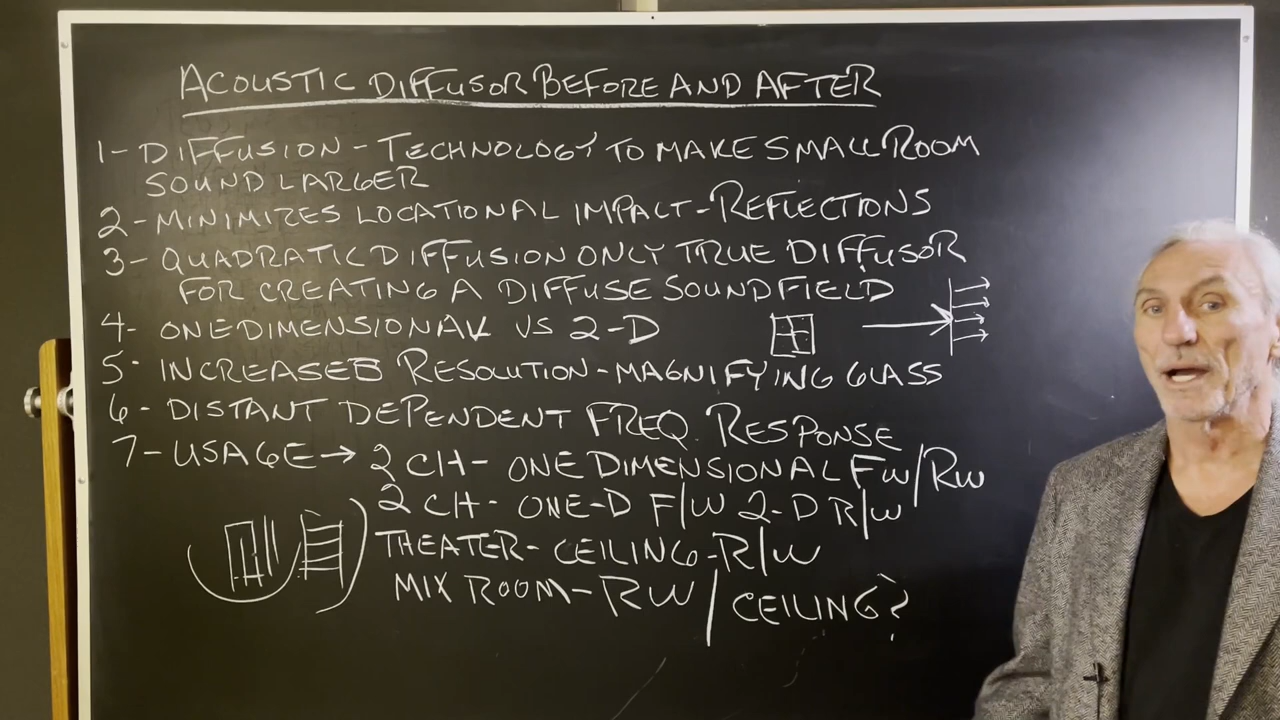 ACOUSTIC DIFFUSOR BEFORE AND AFTER
1- DIFFUSION - TECHNOLOGY TO MAKE SMALL ROOM
SOUND LARGER
2- MINIMIZES LOCATIONAL IMPACT - REFLECTIONS
3- QUADRATIC DIFFUSION ONLY TRUE DIFFUSOR
FOR CREATING A DIFFUSE SOUND FIELD
4- ONE DIMENSIONAL VS 2-D
5- INCREASES RESOLUTION - MAGNIFYING GLASS
6- DISTANT DEPENDENT FREQ. RESPONSE
7- USAGE → 2 CH - ONE DIMENSIONAL FW/RW
2 CH - ONE-D F/W 2-D R/W
THEATER - CEILING - R/W
MIX ROOM - RW / CEILING?